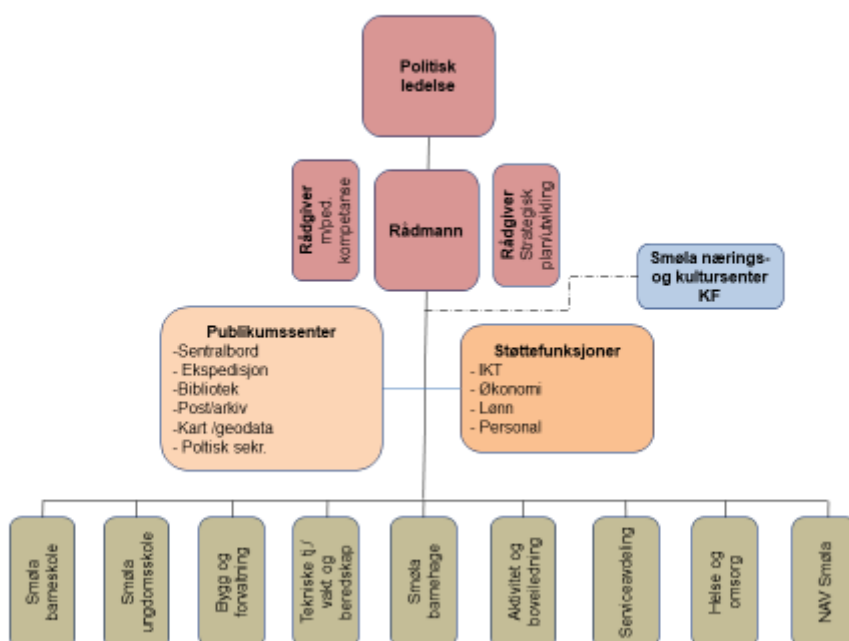 Politisk
ledelse
Rådgiver
m/ped.
kompetanse
Rådmann
Rådgiver
Strategisk
plan/utvikling
Smøla nærings-
og kultursenter
KF
Publikumssenter
-Sentralbord
- Ekspedisjon
-Bibliotek
-Post/arkiv
-Kart /geodata
- Poltisk sekr.
Støttefunksjoner
- IKT
- Økonomi
- Lønn
- Personal
Smøla
barneskole
Smøla
ungdomsskole
Bygg og
forvaltning
Tekniske tj./
vakt og
beredskap
Smøla
barnehage
Aktivitet og
boveiledning
Serviceavdeling
Helse og
omsorg
NAV Smøla